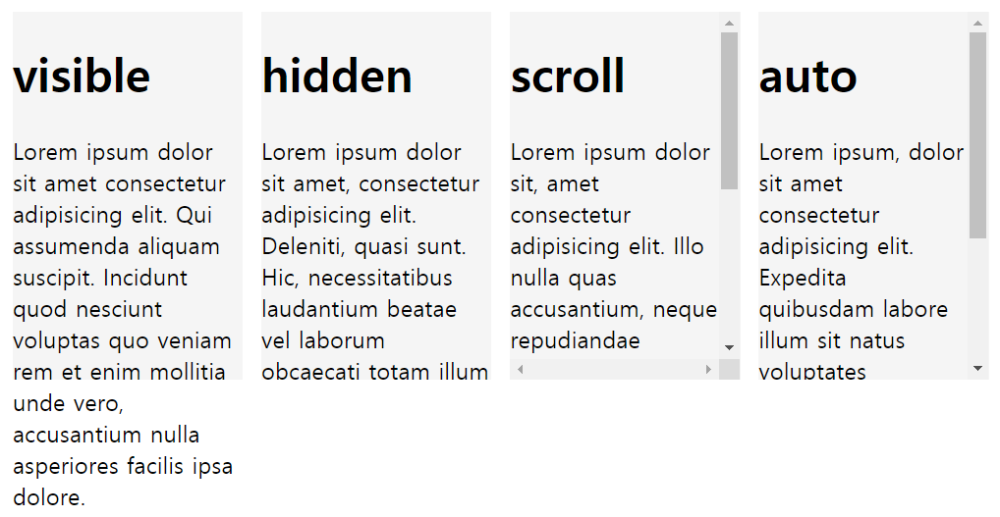 visible
Lorem ipsum dolor
sit amet consectetur
adipisicing elit. Qui
assumenda aliquam
suscipit. Incidunt
quod nesciunt
voluptas quo veniam
rem et enim mollitia
unde vero,
accusantium nulla
asperiores facilis ipsa
dolore.
hidden
Lorem ipsum dolor
sit amet, consectetur
adipisicing elit.
Deleniti, quasi sunt.
Hic, necessitatibus
laudantium beatae
vel laborum
obcaecati totam illum
scroll
Lorem ipsum dolor
sit, amet
consectetur
adipisicing elit. Illo
nulla quas
accusantium, neque
repudiandae
auto
Lorem ipsum, dolor
sit amet
consectetur
adipisicing elit.
Expedita
quibusdam labore
illum sit natus
voluptates